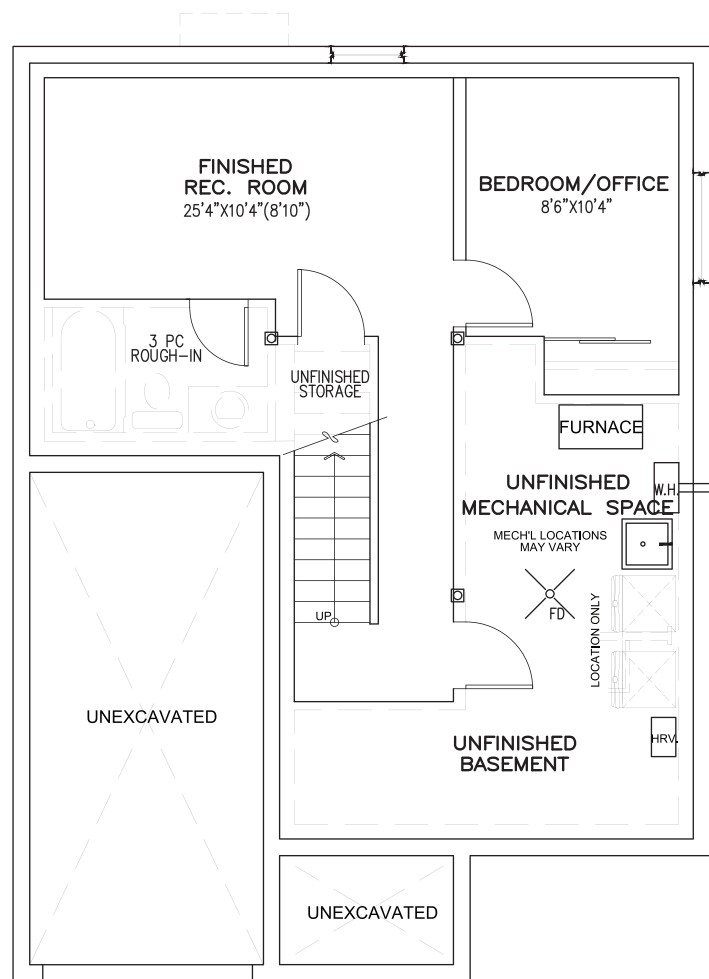 FINISHED
REC. ROOM
25'4"X10'4"(8'10")
BEDROOM/OFFICE
8'6"X10'4"
3 PC
ROUGH-IN
UNFINISHED
STORAGE
FURNACE
UNFINISHED
MECHANICAL SPACE
W.H.
MECH'L LOCATIONS
MAY VARY
FD
LOCATION ONLY
UP
UNEXCAVATED
HRV.
UNFINISHED
BASEMENT
UNEXCAVATED